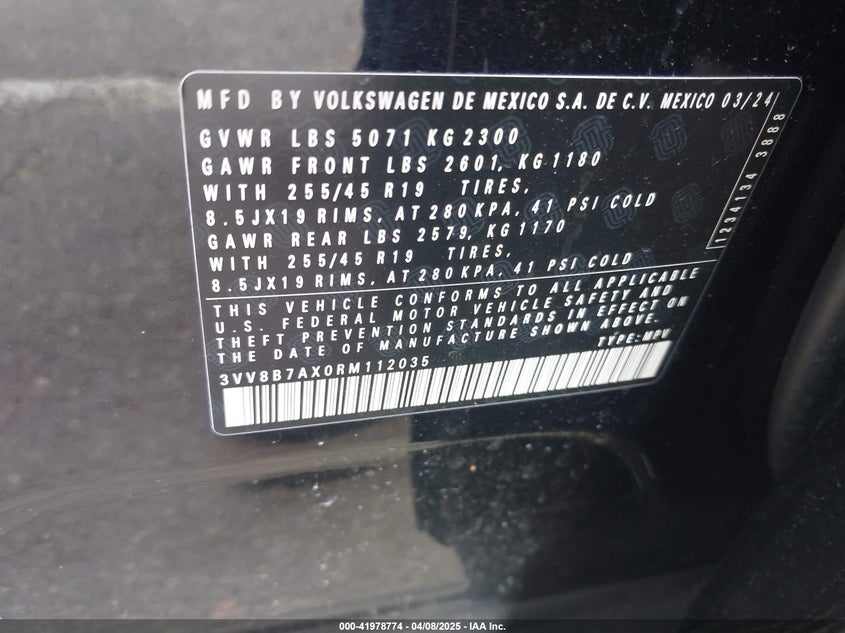 MFD BY VOLKSWAGEN DE MEXICO S.A. DE C.V. MEXICO 03/24
GVWR LBS 5071 KG 2300
GAWR FRONT LBS 2601, KG 1180
WITH 255/45 R19 TIRES,
8.5JX19 RIMS, AT 280 KPA, 41 PSI COLD
GAWR REAR LBS 2579, KG 1170
WITH 255/45 R19 TIRES,
8.5JX19 RIMS, AT 280 KPA, 41 PSI COLD
1234134 3888
THIS VEHICLE CONFORMS TO ALL APPLICABLE
U.S. FEDERAL MOTOR VEHICLE SAFETY AND
THEFT PREVENTION STANDARDS IN EFFECT ON
THE DATE OF MANUFACTURE SHOWN ABOVE.
TYPE: MPV
3VV8B7AX0RM112035
000-41978774 - 04/08/2025 - IAA Inc.